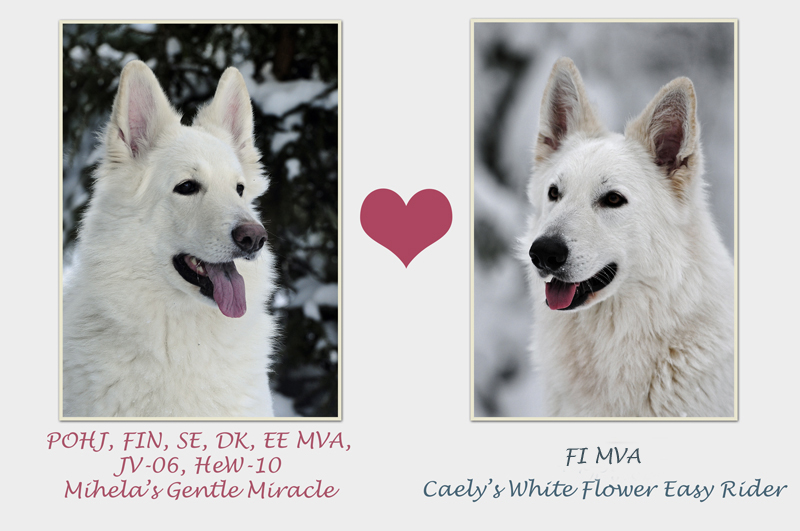 POHJ, FIN, SE, DK, EE MVA,
JV-06, HeW-10
Mihela's Gentle Miracle
FI MVA
Caely's White Flower Easy Rider